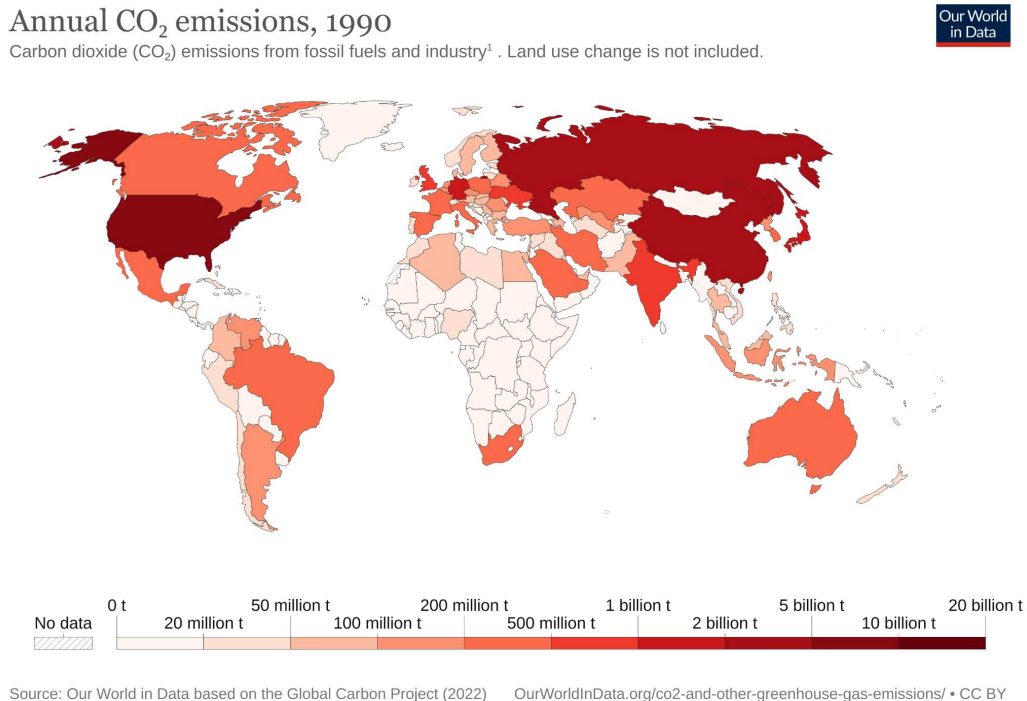 Annual CO₂ emissions, 1990
Carbon dioxide (CO₂) emissions from fossil fuels and industry¹ . Land use change is not included.
Our World
in Data
No data
0 t
20 million t
50 million t
100 million t
200 million t
500 million t
1 billion t
2 billion t
5 billion t
10 billion t
20 billion t
Source: Our World in Data based on the Global Carbon Project (2022)
OurWorldInData.org/co2-and-other-greenhouse-gas-emissions/ • CC BY